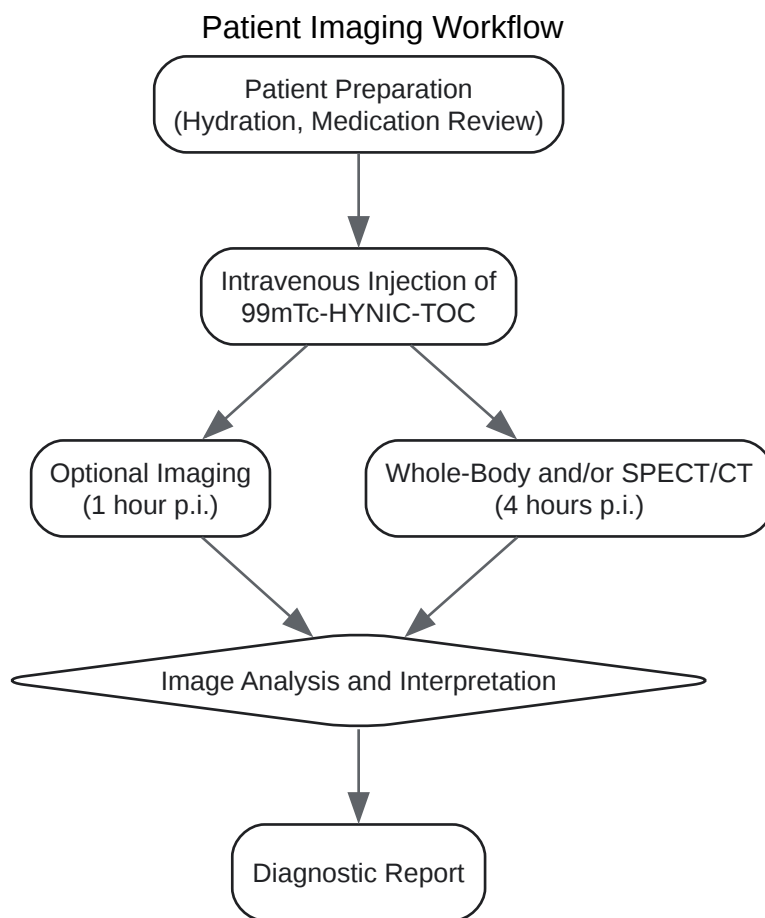 Patient Imaging Workflow
Patient Preparation
(Hydration, Medication Review)
Intravenous Injection of
99mTc-HYNIC-TOC
Optional Imaging
(1 hour p.i.)
Whole-Body and/or SPECT/CT
(4 hours p.i.)
Image Analysis and Interpretation
Diagnostic Report